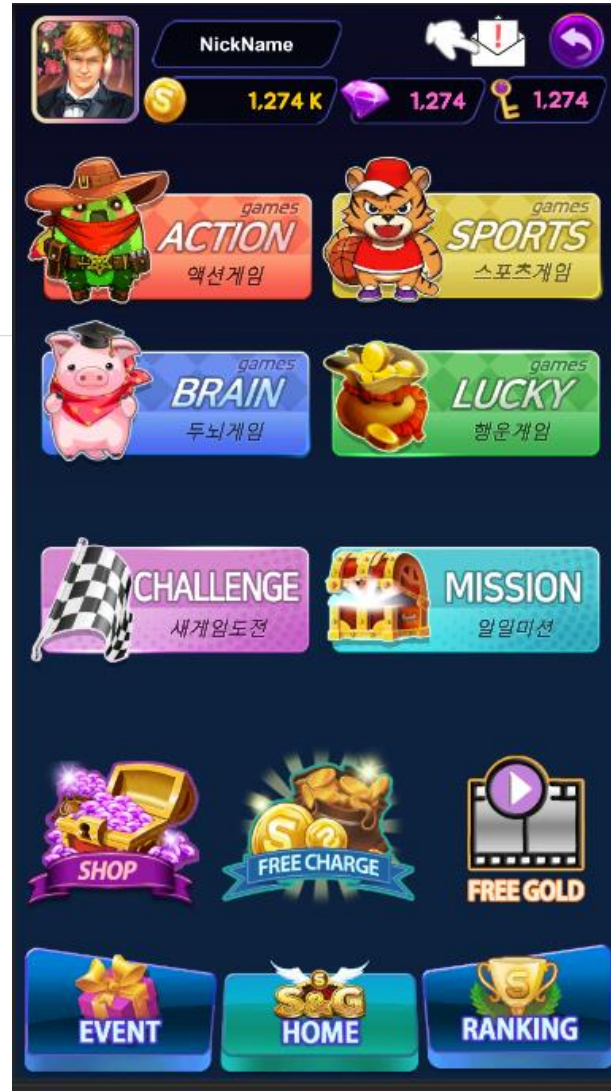 NickName
1,274 K
1,274
1,274
games
ACTION
액션게임
games
SPORTS
스포츠게임
games
BRAIN
두뇌게임
games
LUCKY
행운게임
CHALLENGE
새게임도전
MISSION
일일미션
SHOP
FREE CHARGE
FREE GOLD
EVENT
S&G
HOME
RANKING